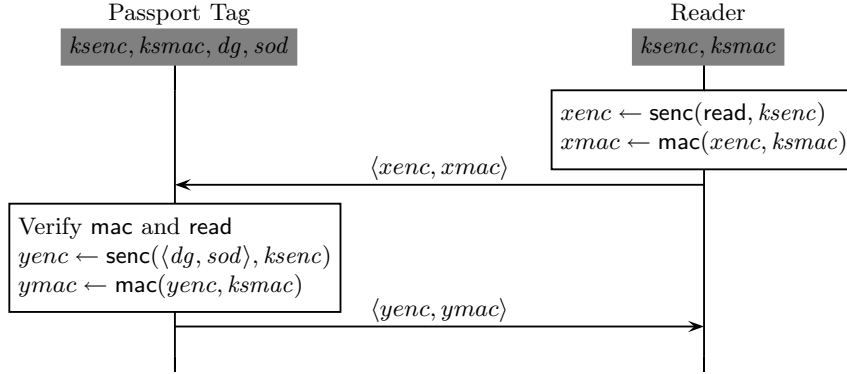 Passport Tag
Reader
ksenc, ksmac, dg, sod
ksenc, ksmac
xenc ← senc(read, ksenc)
xmac ← mac(xenc, ksmac)
⟨xenc, xmac⟩
Verify mac and read
yenc ← senc(⟨dg, sod⟩, ksenc)
ymac ← mac(yenc, ksmac)
⟨yenc, ymac⟩